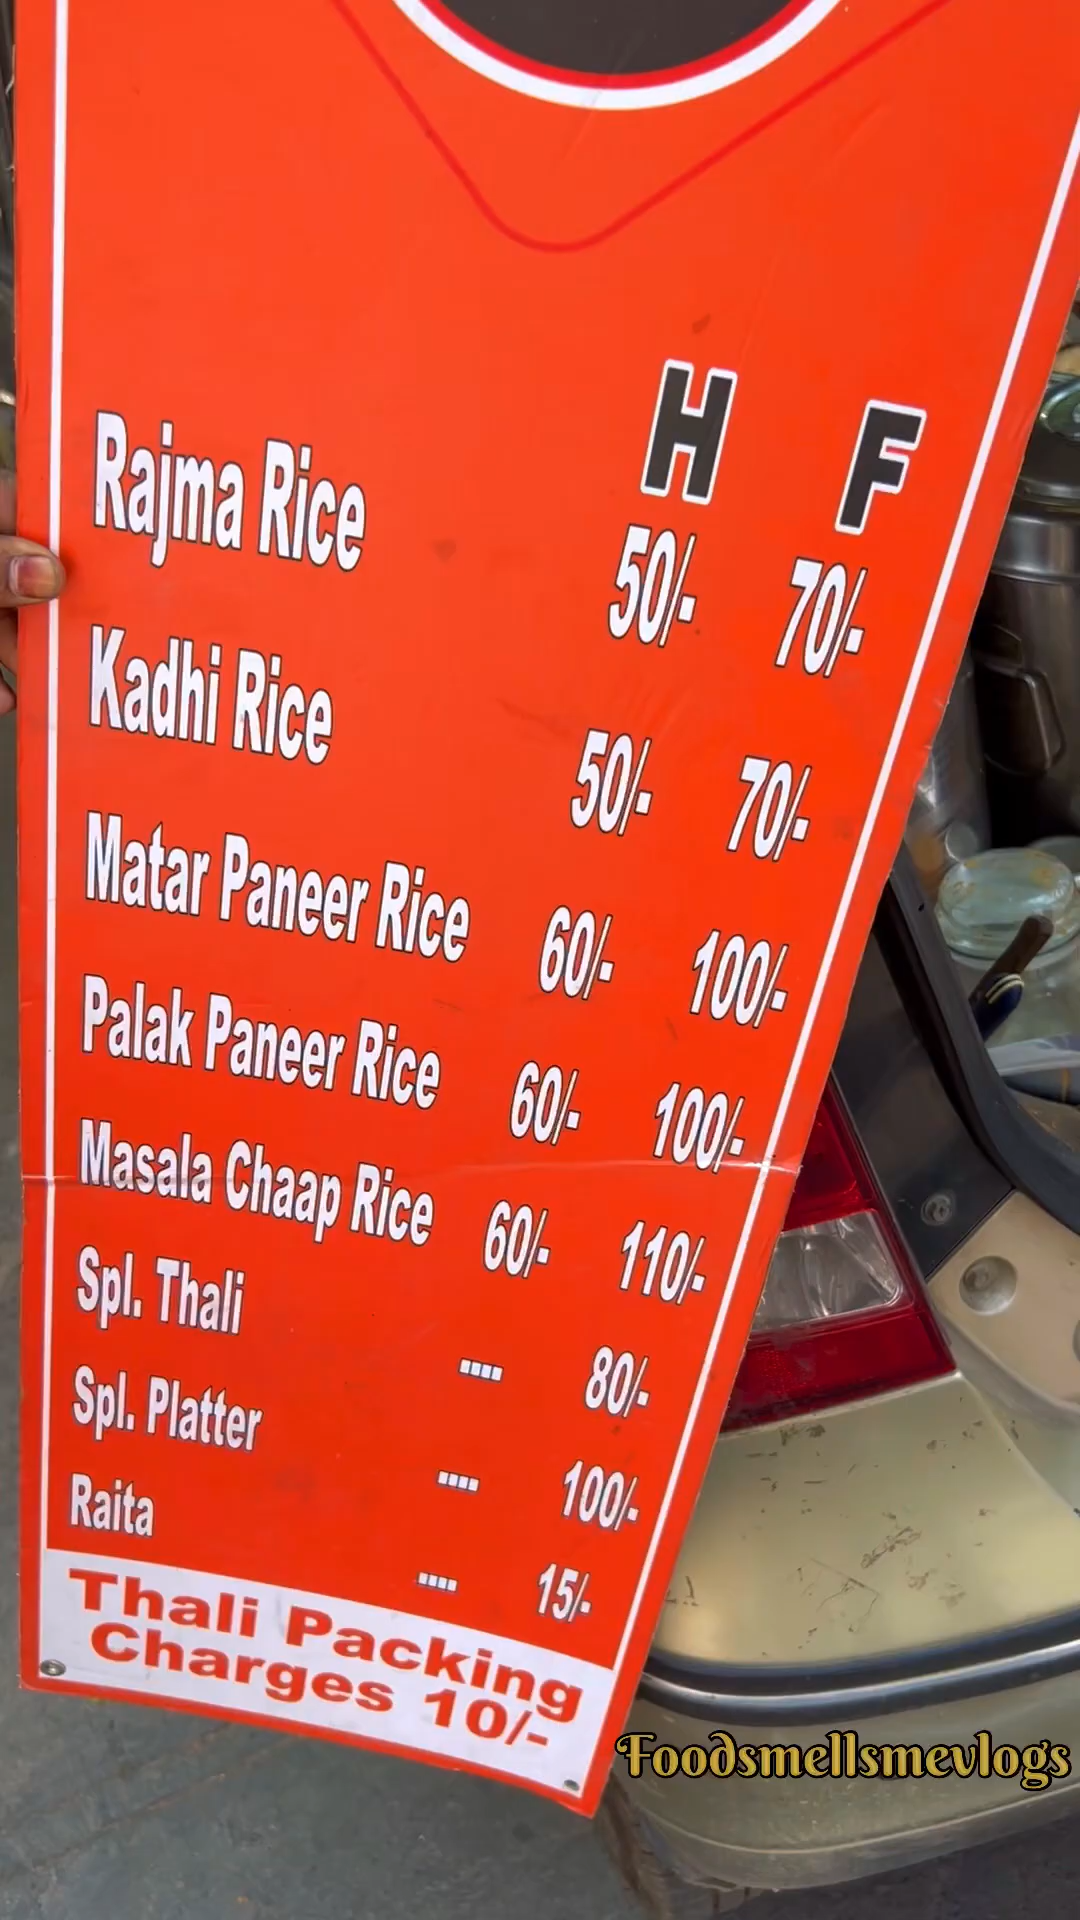 H F
Rajma Rice 50/- 70/-
Kadhi Rice 50/- 70/-
Matar Paneer Rice 60/- 100/-
Palak Paneer Rice 60/- 100/-
Masala Chaap Rice 60/- 110/-
Spl. Thali ---- 80/-
Spl. Platter ---- 100/-
Raita ---- 15/-
Thali Packing
Charges 10/-
Foodsmellsmevlogs